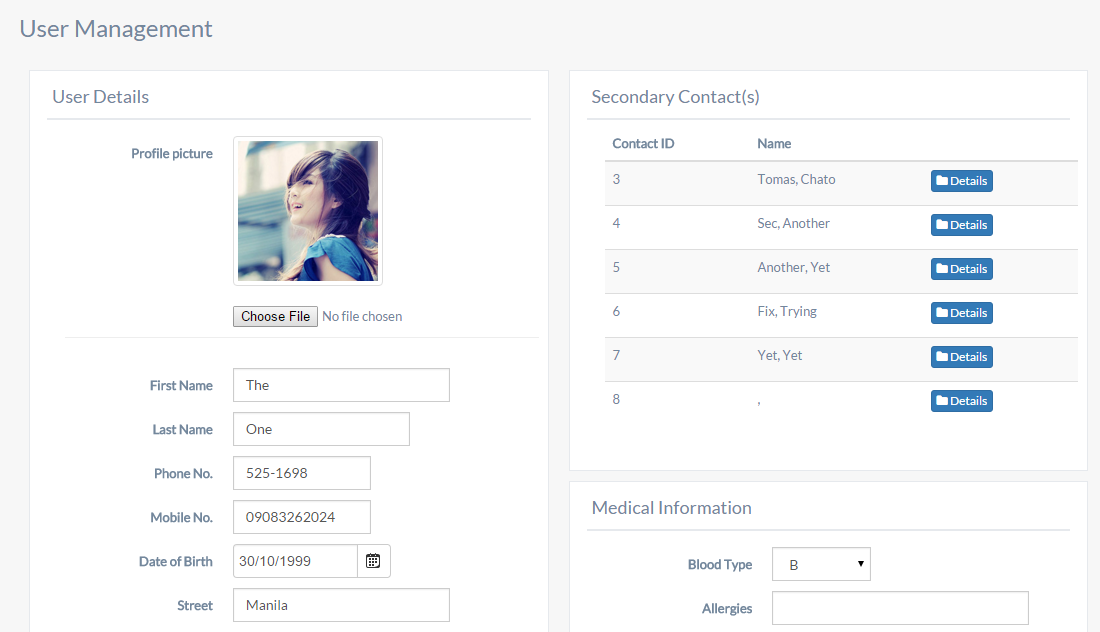 User Management
User Details
Profile picture
Choose File No file chosen
First Name The
Last Name One
Phone No. 525-1698
Mobile No. 09083262024
Date of Birth 30/10/1999
Street Manila
Secondary Contact(s)
Contact ID Name
3 Tomas, Chato Details
4 Sec, Another Details
5 Another, Yet Details
6 Fix, Trying Details
7 Yet, Yet Details
8 , Details
Medical Information
Blood Type B
Allergies